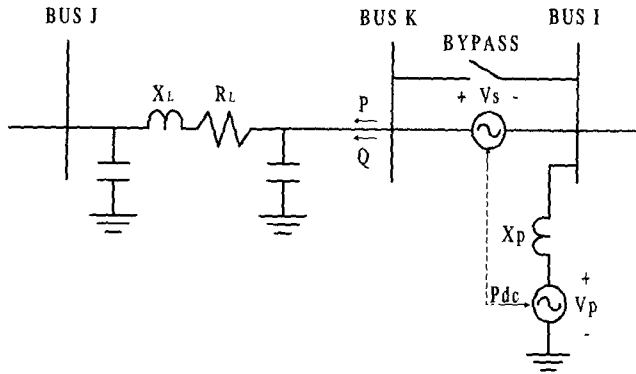 BUS J
BUS K
BUS I
BYPASS
XL
RL
P
+ Vs -
Q
Xp
Pdc
+
Vp
-